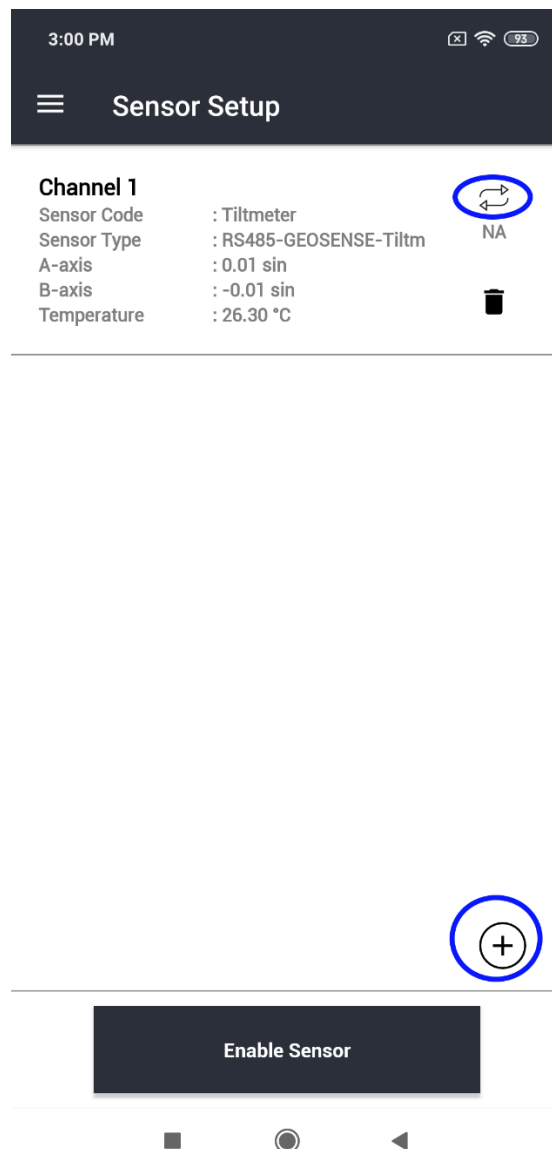 3:00 PM 93
Sensor Setup
Channel 1
Sensor Code : Tiltmeter
Sensor Type : RS485-GEOSENSE-Tiltm
NA
A-axis : 0.01 sin
B-axis : -0.01 sin
Temperature : 26.30 °C
Enable Sensor